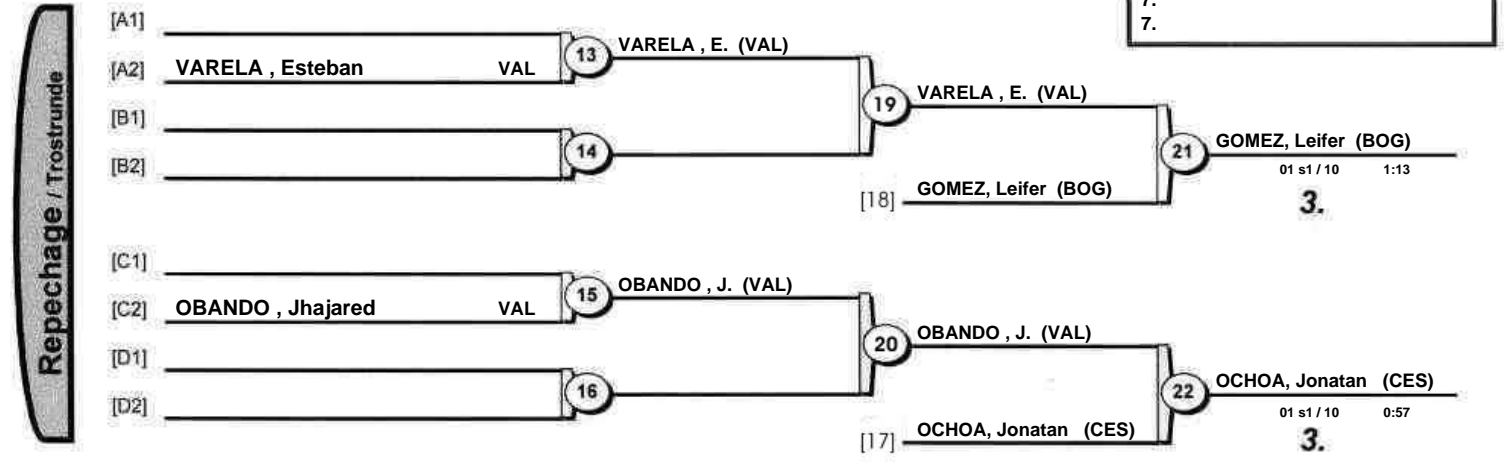 7.
7.
Repechage / Trostrunde
[A1]
[A2] VARELA , Esteban VAL
13 VARELA , E. (VAL)
[B1]
[B2]
14
19 VARELA , E. (VAL)
[18] GOMEZ, Leifer (BOG)
21 GOMEZ, Leifer (BOG)
01 s1 / 10 1:13
3.
[C1]
[C2] OBANDO , Jhajared VAL
15 OBANDO , J. (VAL)
[D1]
[D2]
16
20 OBANDO , J. (VAL)
[17] OCHOA, Jonatan (CES)
22 OCHOA, Jonatan (CES)
01 s1 / 10 0:57
3.